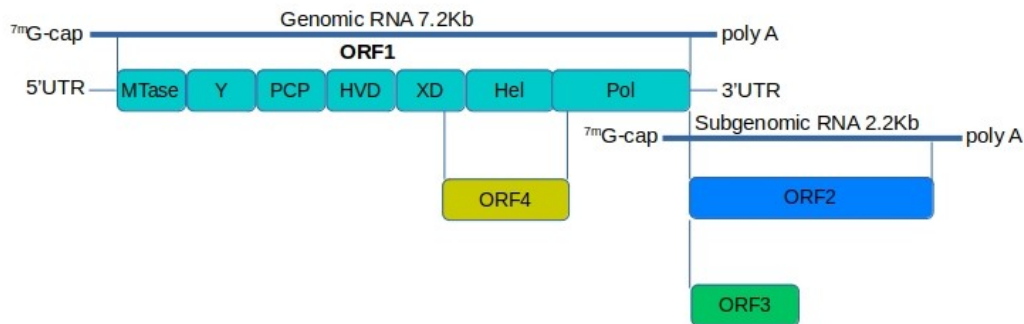 Genomic RNA 7.2Kb
⁷ᵐG-cap poly A
ORF1
5'UTR MTase Y PCP HVD XD Hel Pol 3'UTR
Subgenomic RNA 2.2Kb
⁷ᵐG-cap poly A
ORF4 ORF2
ORF3